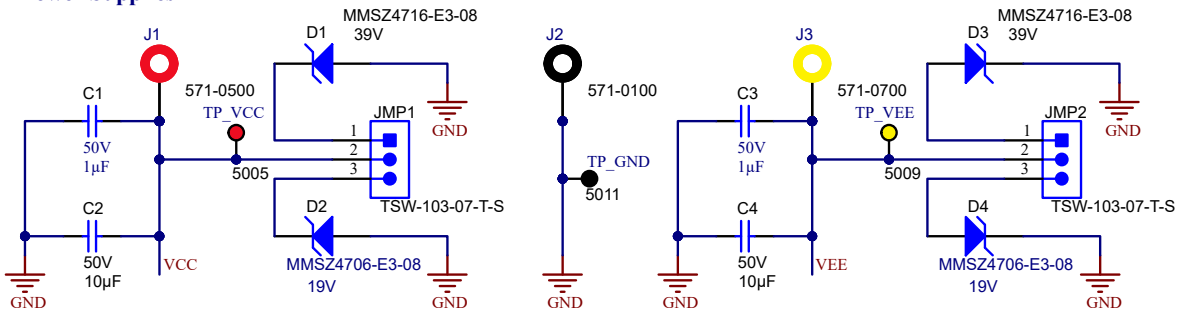 MMSZ4716-E3-08
39V
D1
J1
571-0500
TP_VCC
5005
C1
50V
1µF
C2
50V
10µF
VCC
GND
GND
JMP1
1
2
3
TSW-103-07-T-S
D2
MMSZ4706-E3-08
19V
GND
J2
571-0100
TP_GND
5011
GND
MMSZ4716-E3-08
39V
D3
J3
571-0700
TP_VEE
5009
C3
50V
1µF
C4
50V
10µF
VEE
GND
GND
JMP2
1
2
3
TSW-103-07-T-S
D4
MMSZ4706-E3-08
19V
GND